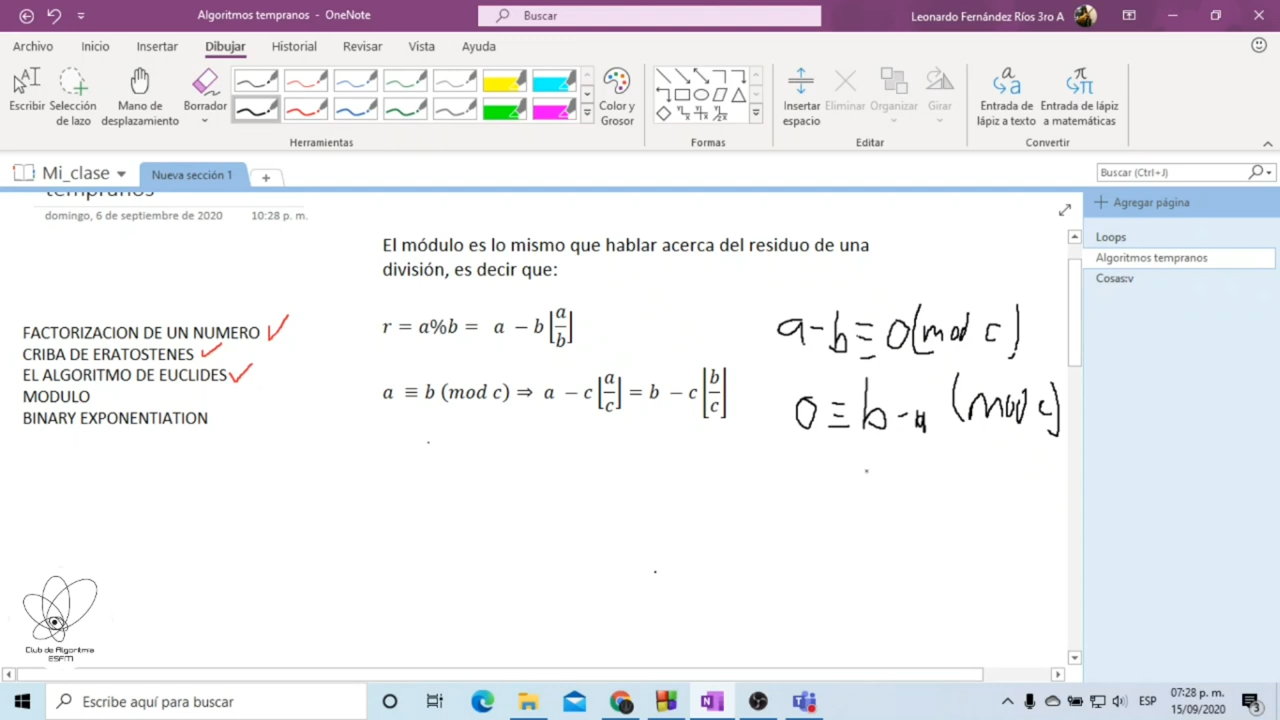 Algoritmos tempranos - OneNote
Buscar
Leonardo Fernández Ríos 3ro A
Archivo Inicio Insertar Dibujar Historial Revisar Vista Ayuda
Escribir
Selección de lazo
Mano de desplazamiento
Borrador
Color y Grosor
Insertar espacio
Eliminar
Organizar
Girar
Entrada de lápiz a texto
Entrada de lápiz a matemáticas
Herramientas
Formas
Editar
Convertir
Mi_clase
Nueva sección 1
Buscar (Ctrl+J)
tempranos
domingo, 6 de septiembre de 2020 10:28 p. m.
Agregar página
Loops
Algoritmos tempranos
Cosas:v
El módulo es lo mismo que hablar acerca del residuo de una
división, es decir que:
r = a%b = a − b⌊a/b⌋
a ≡ b (mod c) ⇒ a − c⌊a/c⌋ = b − c⌊b/c⌋
a-b≡0(mod c)
0≡b-a (mod c)
FACTORIZACION DE UN NUMERO
CRIBA DE ERATOSTENES
EL ALGORITMO DE EUCLIDES
MODULO
BINARY EXPONENTIATION
Club de Algoritmia
ESFM
Escribe aquí para buscar
ESP
07:28 p. m.
15/09/2020
3